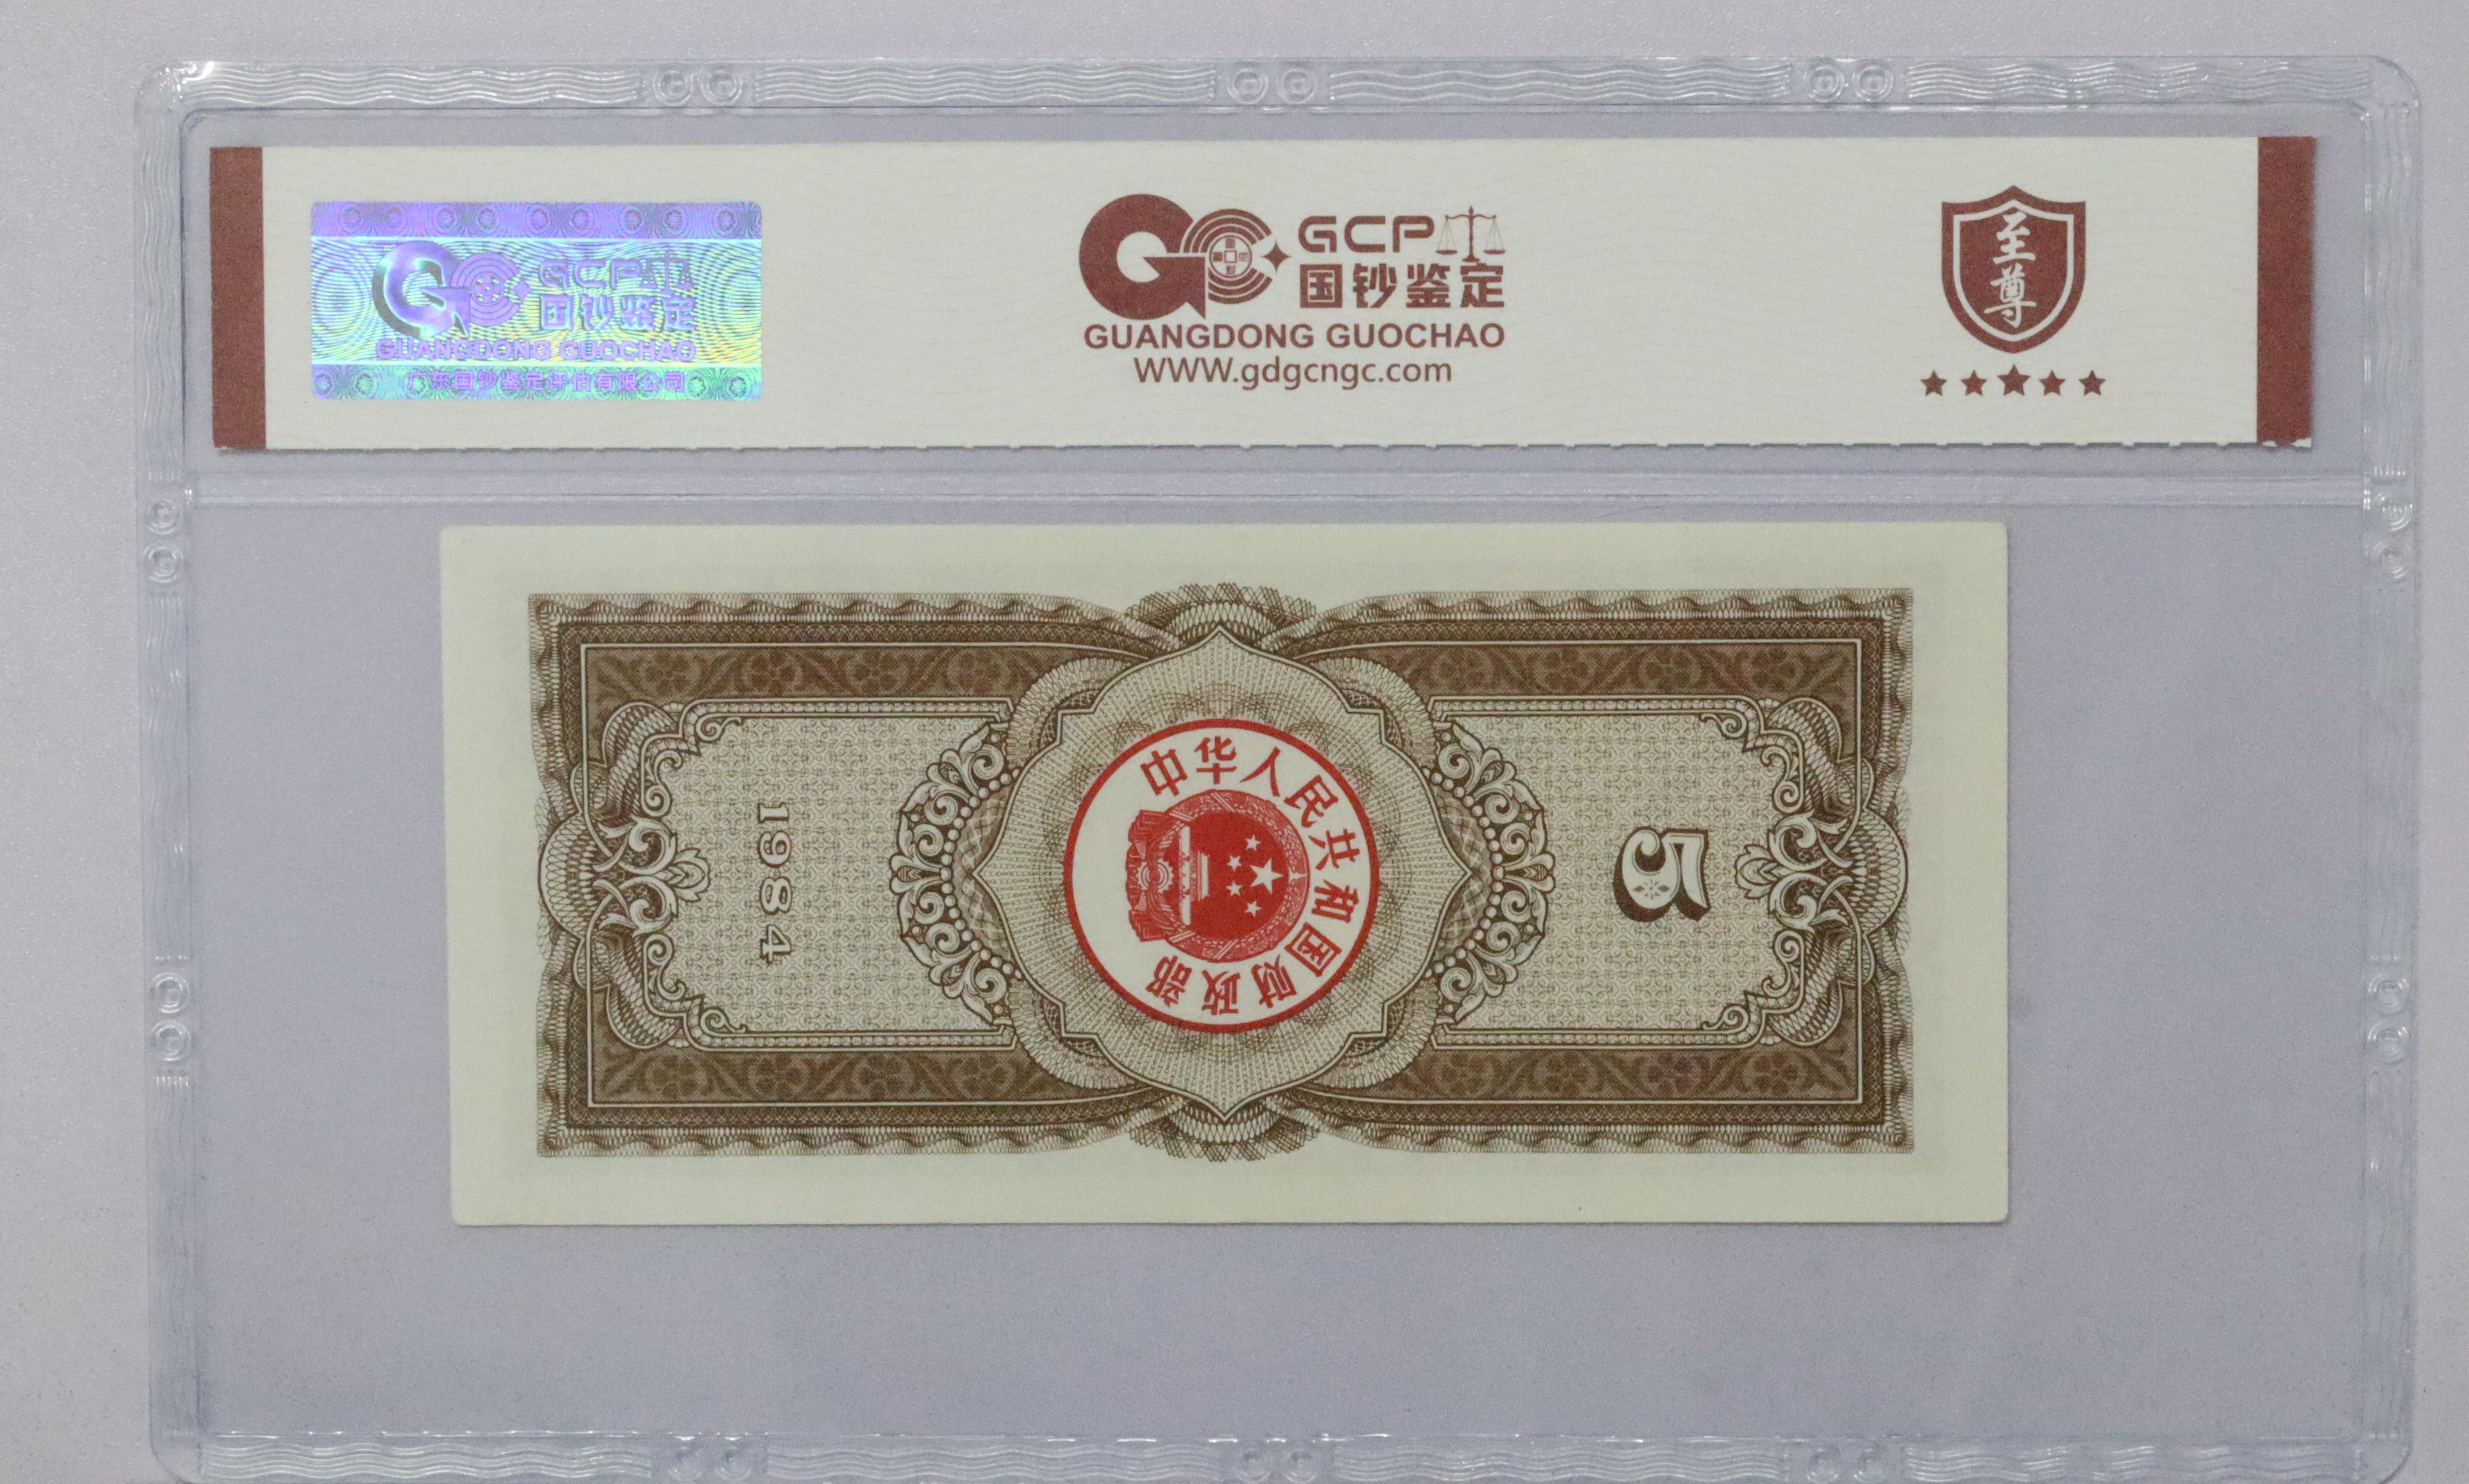 GCP
国钞鉴定
GUANGDONG GUOCHAO
广东国钞鉴定评估有限公司
GCP
国钞鉴定
GUANGDONG GUOCHAO
WWW.gdgcngc.com
至尊
中华人民共和国财政部
5
1984